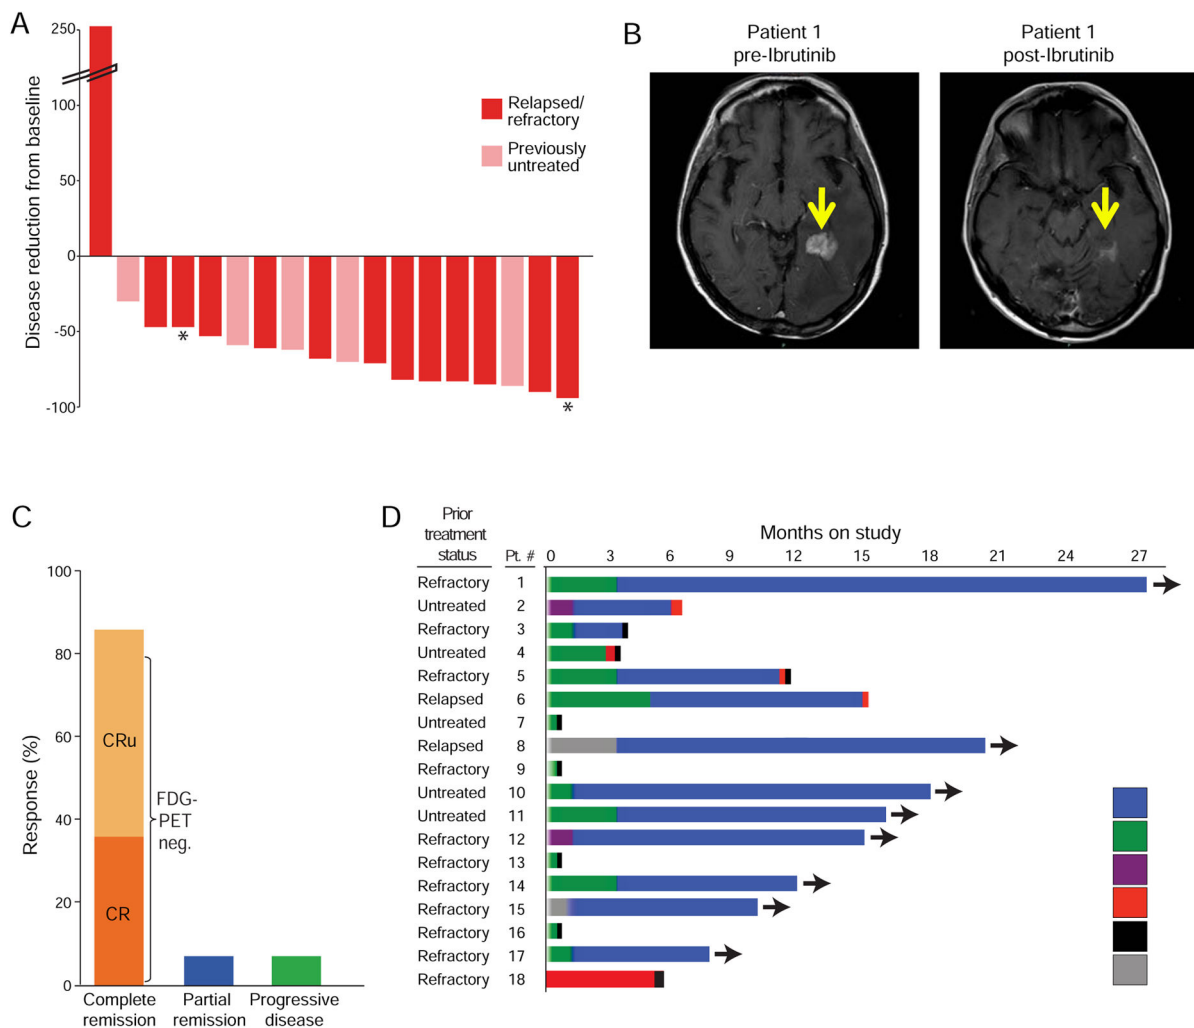 A
250
100
50
0
-50
-100
Disease reduction from baseline
Relapsed/
refractory
Previously
untreated
*
*
B
Patient 1
pre-Ibrutinib
Patient 1
post-Ibrutinib
C
100
80
60
40
20
0
Response (%)
CRu
CR
FDG-
PET
neg.
Complete
remission
Partial
remission
Progressive
disease
D
Prior
treatment
status
Pt. #
Months on study
0 3 6 9 12 15 18 21 24 27
Refractory 1
Untreated 2
Refractory 3
Untreated 4
Refractory 5
Relapsed 6
Untreated 7
Relapsed 8
Refractory 9
Untreated 10
Untreated 11
Refractory 12
Refractory 13
Refractory 14
Refractory 15
Refractory 16
Refractory 17
Refractory 18